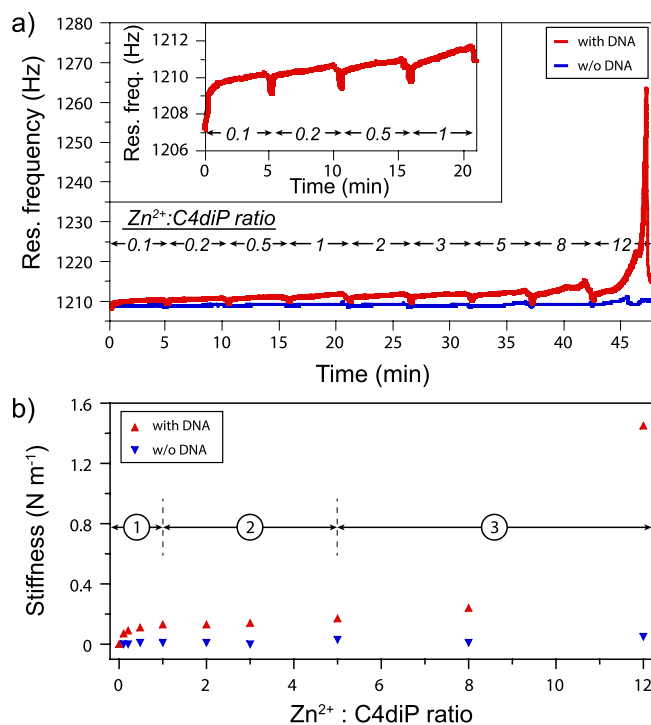 a)
Res. frequency (Hz)
1280
1270
1260
1250
1240
1230
1220
1210
with DNA
w/o DNA
Res. freq. (Hz)
1212
1210
1208
1206
0.1 0.2 0.5 1
0 5 10 15 20
Time (min)
Zn²⁺:C4diP ratio
0.1 0.2 0.5 1 2 3 5 8 12
0 5 10 15 20 25 30 35 40 45
Time (min)
b)
Stiffness (N m⁻¹)
1.6
1.2
0.8
0.4
0
with DNA
w/o DNA
1 2 3
0 2 4 6 8 10 12
Zn²⁺ : C4diP ratio